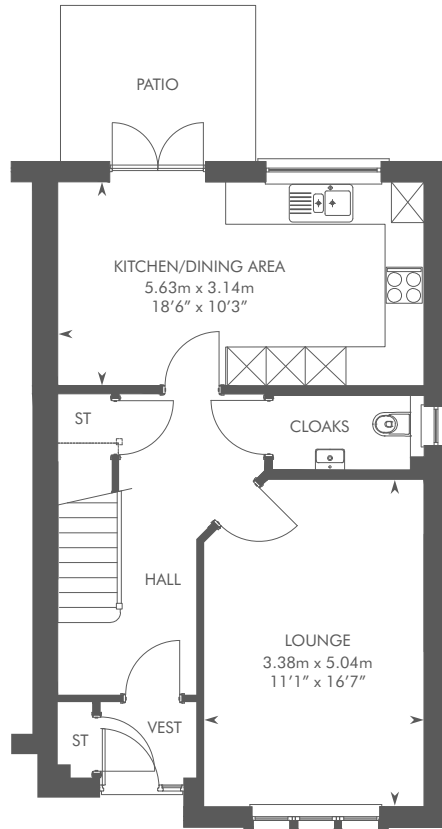 PATIO
KITCHEN/DINING AREA
5.63m x 3.14m
18’6” x 10’3”
ST
CLOAKS
HALL
LOUNGE
3.38m x 5.04m
11’1” x 16’7”
ST
VEST